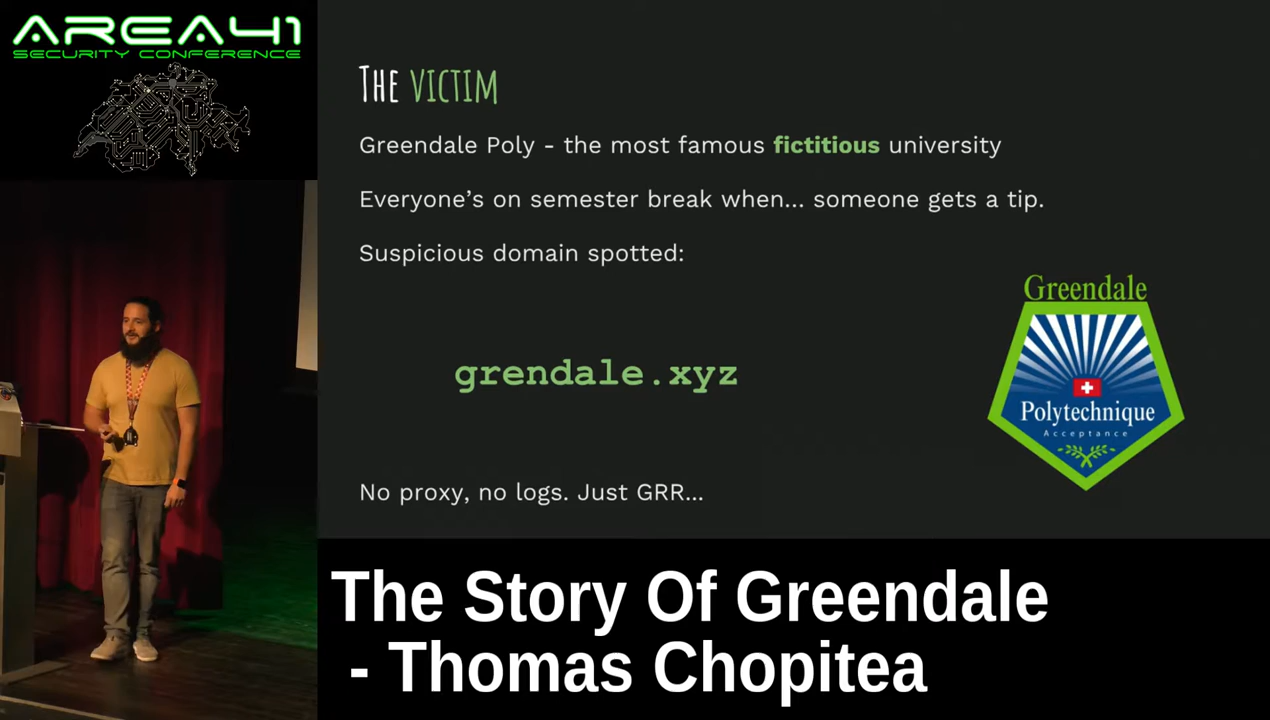 AREA41
SECURITY CONFERENCE
THE VICTIM
Greendale Poly - the most famous fictitious university
Everyone’s on semester break when... someone gets a tip.
Suspicious domain spotted:
grendale.xyz
Greendale
Polytechnique
Acceptance
No proxy, no logs. Just GRR...
The Story Of Greendale
- Thomas Chopitea